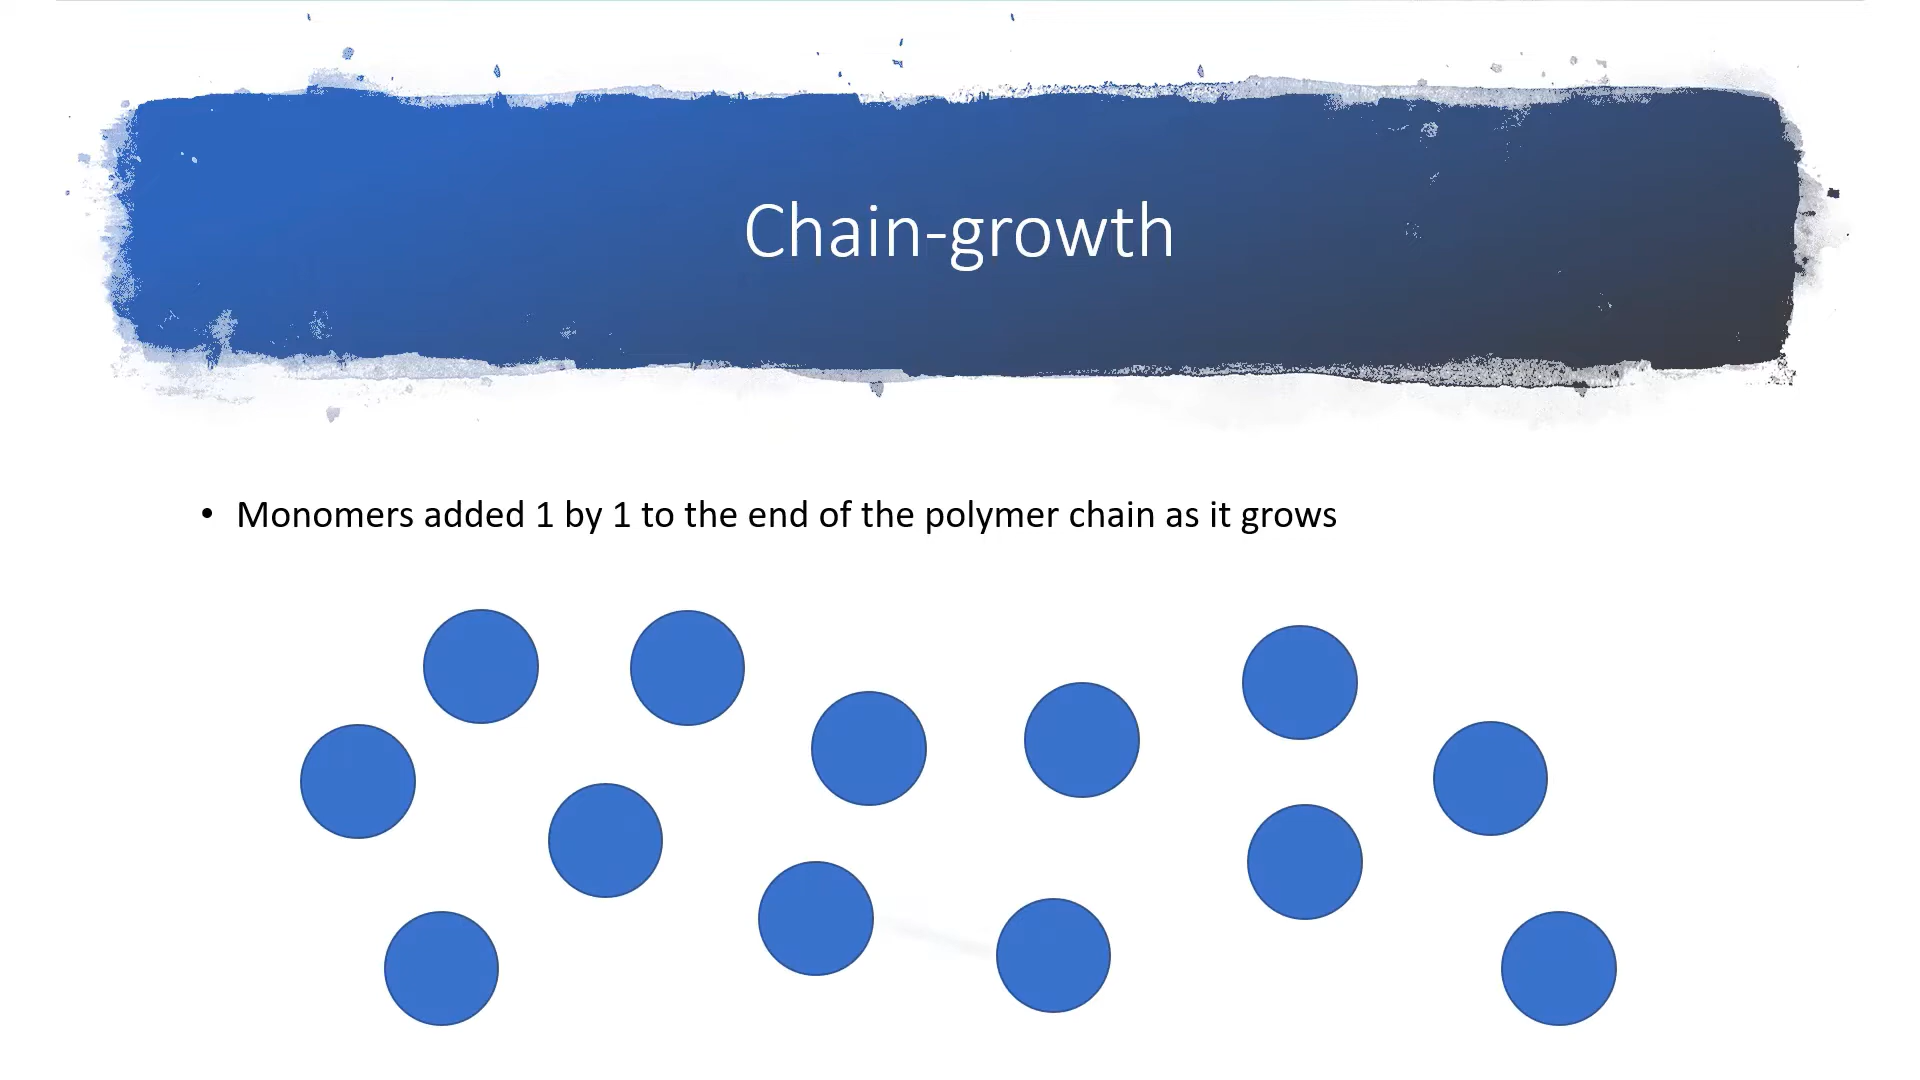 Chain-growth
• Monomers added 1 by 1 to the end of the polymer chain as it grows